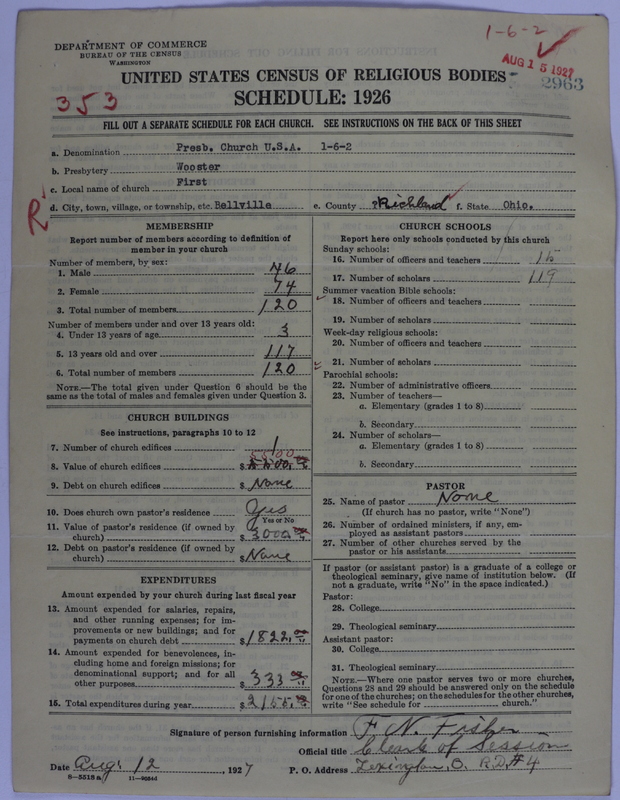 1-6-2
DEPARTMENT OF COMMERCE
BUREAU OF THE CENSUS
WASHINGTON
AUG 15 1927
2963
UNITED STATES CENSUS OF RELIGIOUS BODIES
353
SCHEDULE: 1926
FILL OUT A SEPARATE SCHEDULE FOR EACH CHURCH. SEE INSTRUCTIONS ON THE BACK OF THIS SHEET
a. Denomination Presb. Church U.S.A. 1-6-2
b. Presbytery Wooster
c. Local name of church First
R
d. City, town, village, or township, etc. Bellville e. County ?Richland f. State Ohio.
MEMBERSHIP
Report number of members according to definition of
member in your church
Number of members, by sex:
1. Male 46
2. Female 74
3. Total number of members 120
Number of members under and over 13 years old:
4. Under 13 years of age 3
5. 13 years old and over 117
6. Total number of members 120
NOTE.—The total given under Question 6 should be the
same as the total of males and females given under Question 3.
CHURCH BUILDINGS
See instructions, paragraphs 10 to 12
7. Number of church edifices 1
5500
8. Value of church edifices $
9. Debt on church edifices $ None
10. Does church own pastor's residence Yes
Yes or No
11. Value of pastor's residence (if owned by
church) $ 3000.00
12. Debt on pastor's residence (if owned by
church) $ None
EXPENDITURES
Amount expended by your church during last fiscal year
13. Amount expended for salaries, repairs,
and other running expenses; for im-
provements or new buildings; and for
payments on church debt $ 1822.00
14. Amount expended for benevolences, in-
cluding home and foreign missions; for
denominational support; and for all
other purposes $ 333.00
15. Total expenditures during year $ 2155.00
CHURCH SCHOOLS
Report here only schools conducted by this church
Sunday schools:
16. Number of officers and teachers 15
17. Number of scholars 119
Summer vacation Bible schools:
18. Number of officers and teachers
19. Number of scholars
Week-day religious schools:
20. Number of officers and teachers
21. Number of scholars
Parochial schools:
22. Number of administrative officers
23. Number of teachers—
a. Elementary (grades 1 to 8)
b. Secondary
24. Number of scholars—
a. Elementary (grades 1 to 8)
b. Secondary
PASTOR
25. Name of pastor None
(If church has no pastor, write "None")
26. Number of ordained ministers, if any, em-
ployed as assistant pastors
27. Number of other churches served by the
pastor or his assistants
If pastor (or assistant pastor) is a graduate of a college or
theological seminary, give name of institution below. (If
not a graduate, write "No" in the space indicated.)
Pastor:
28. College
29. Theological seminary
Assistant pastor:
30. College
31. Theological seminary
NOTE.—Where one pastor serves two or more churches,
Questions 28 and 29 should be answered only on the schedule
for one of the churches; on the schedules for the other churches,
write "See schedule for church."
Signature of person furnishing information F. N.
Official title Clerk of Session
Date Aug. 12, 1927 P. O. Address Lexington, O. R.D. #4
8-5518 a